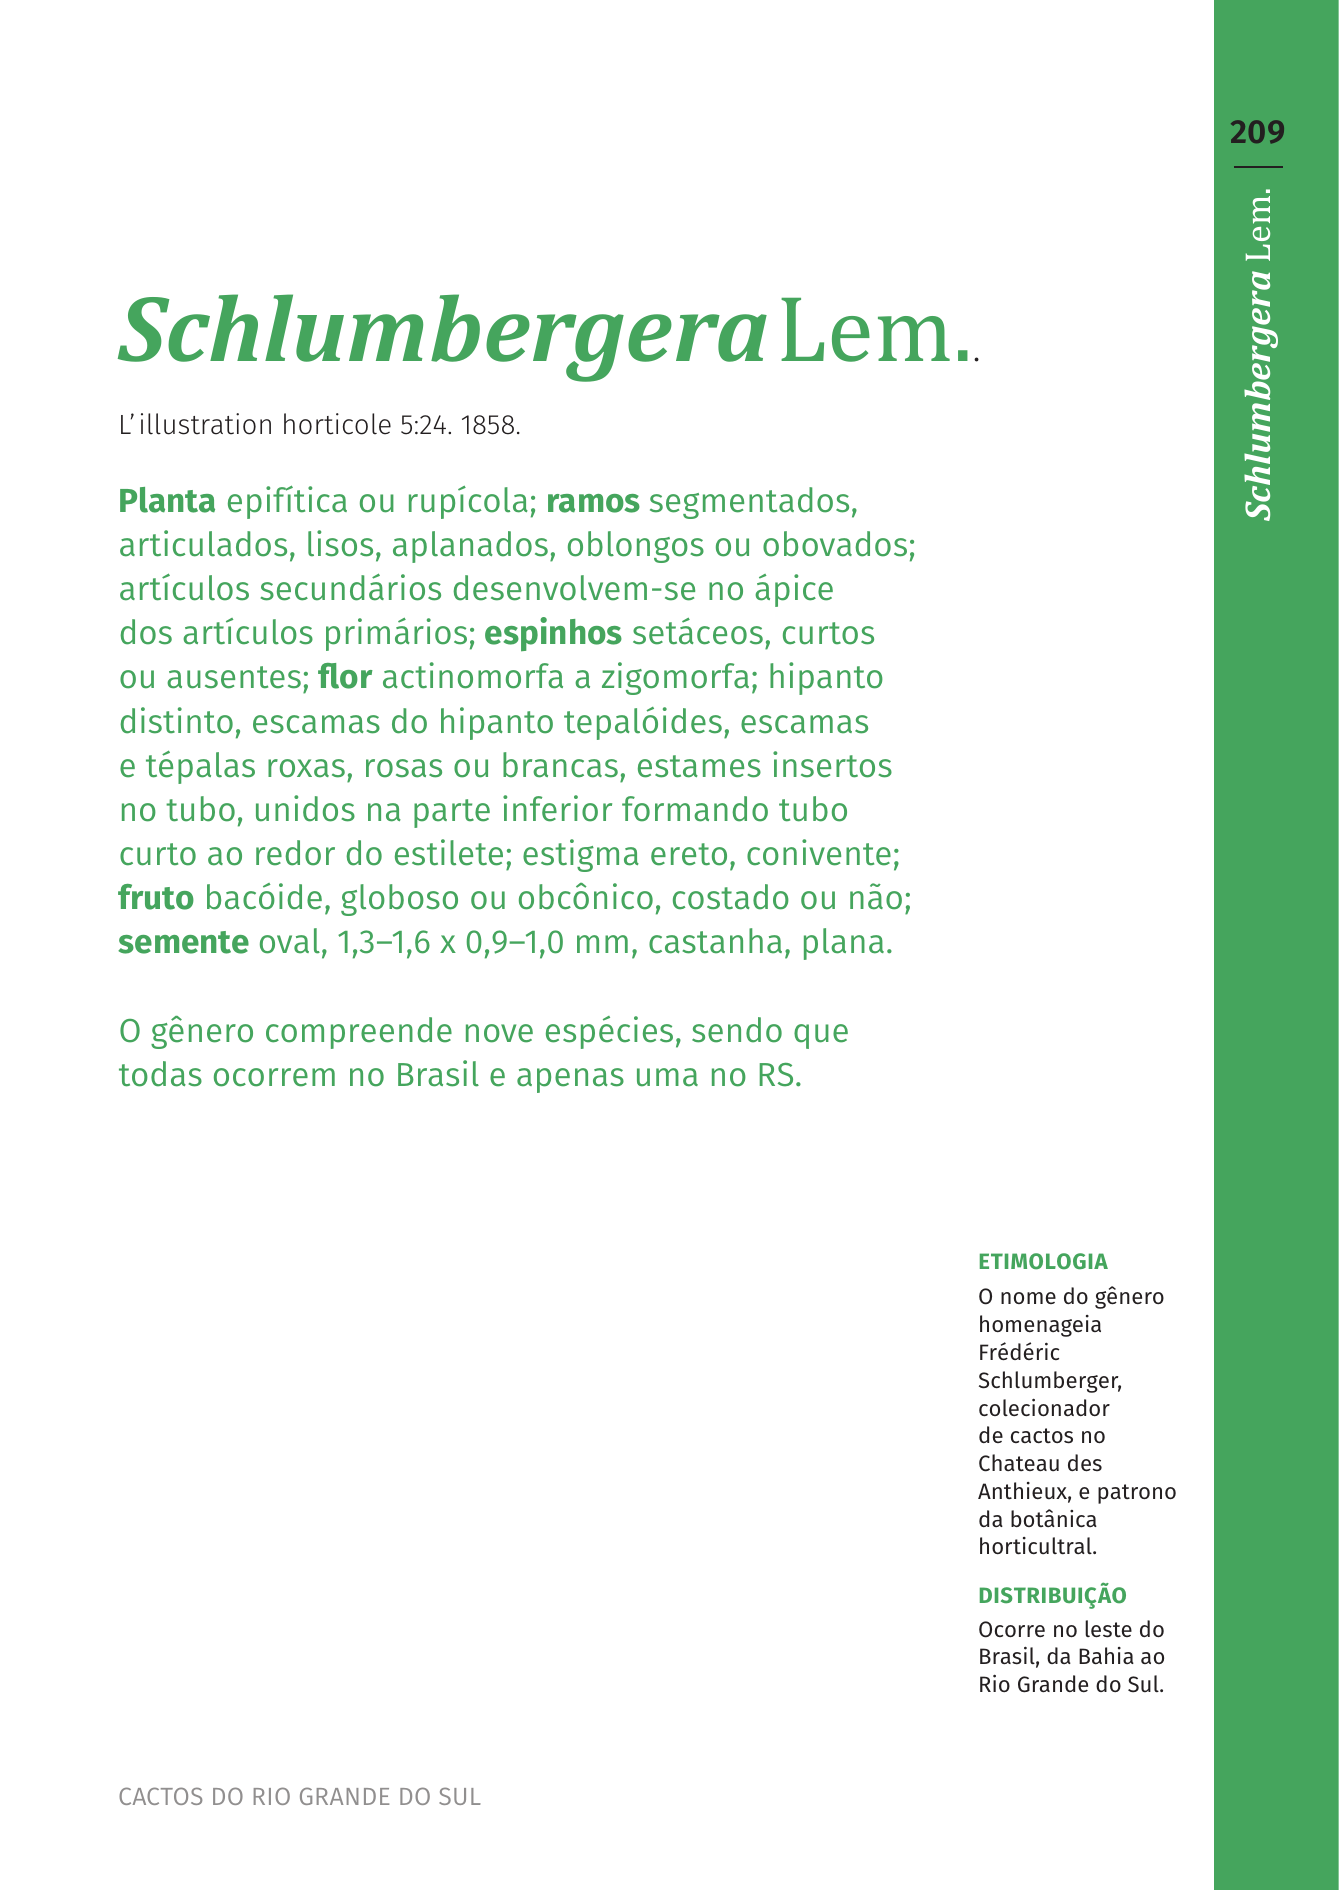 209
Schlumbergera Lem.
Schlumbergera Lem..
L’illustration horticole 5:24. 1858.
Planta epifítica ou rupícola; ramos segmentados,
articulados, lisos, aplanados, oblongos ou obovados;
artículos secundários desenvolvem-se no ápice
dos artículos primários; espinhos setáceos, curtos
ou ausentes; flor actinomorfa a zigomorfa; hipanto
distinto, escamas do hipanto tepalóides, escamas
e tépalas roxas, rosas ou brancas, estames insertos
no tubo, unidos na parte inferior formando tubo
curto ao redor do estilete; estigma ereto, conivente;
fruto bacóide, globoso ou obcônico, costado ou não;
semente oval, 1,3–1,6 x 0,9–1,0 mm, castanha, plana.
O gênero compreende nove espécies, sendo que
todas ocorrem no Brasil e apenas uma no RS.
ETIMOLOGIA
O nome do gênero
homenageia
Frédéric
Schlumberger,
colecionador
de cactos no
Chateau des
Anthieux, e patrono
da botânica
horticultral.
DISTRIBUIÇÃO
Ocorre no leste do
Brasil, da Bahia ao
Rio Grande do Sul.
CACTOS DO RIO GRANDE DO SUL